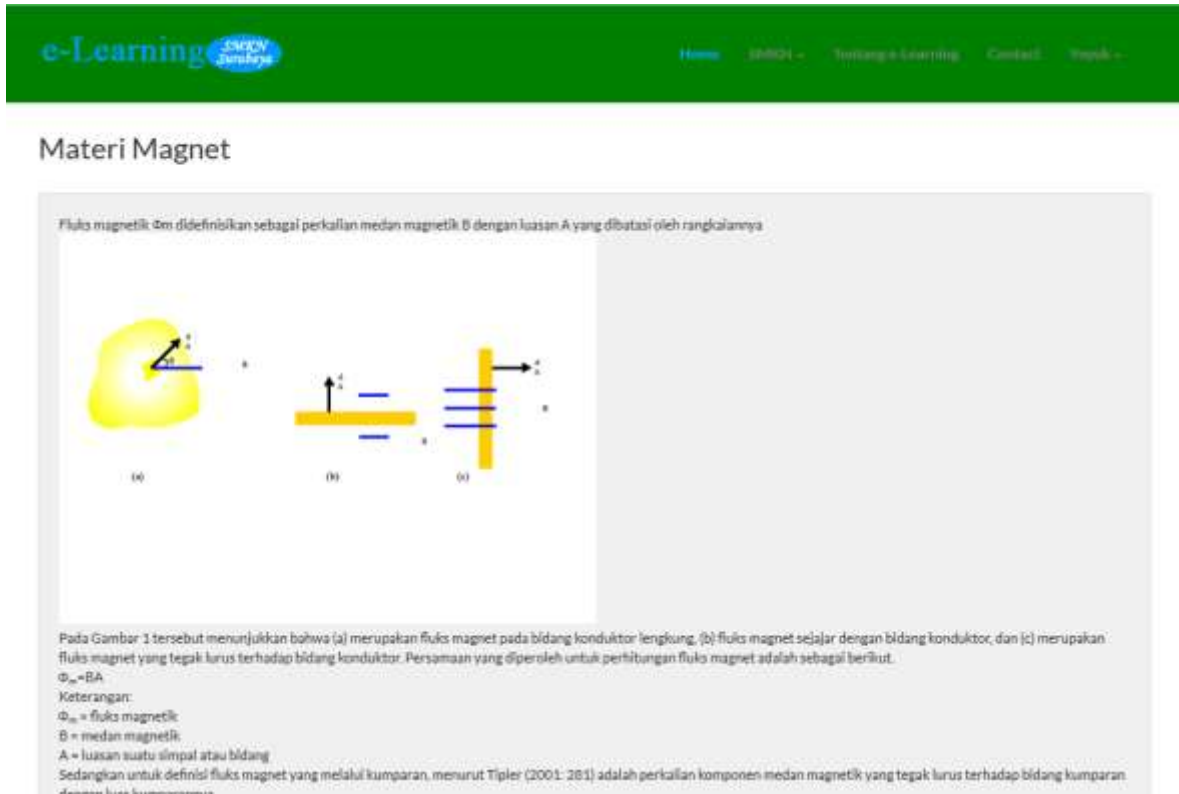 e-Learning SMKN Surabaya
Home SMKN Tentang e-Learning Contact
Materi Magnet
Fluks magnetik Φm didefinisikan sebagai perkalian medan magnetik B dengan luasan A yang dibatasi oleh rangkaiannya
(a) (b) (c)
Pada Gambar 1 tersebut menunjukkan bahwa (a) merupakan fluks magnet pada bidang konduktor lengkung, (b) fluks magnet sejajar dengan bidang konduktor, dan (c) merupakan
fluks magnet yang tegak lurus terhadap bidang konduktor. Persamaan yang diperoleh untuk perhitungan fluks magnet adalah sebagai berikut.
Φm=BA
Keterangan:
Φm = fluks magnetik
B = medan magnetik
A = luasan suatu simpal atau bidang
Sedangkan untuk definisi fluks magnet yang melalui kumparan, menurut Tipler (2001: 281) adalah perkalian komponen medan magnetik yang tegak lurus terhadap bidang kumparan